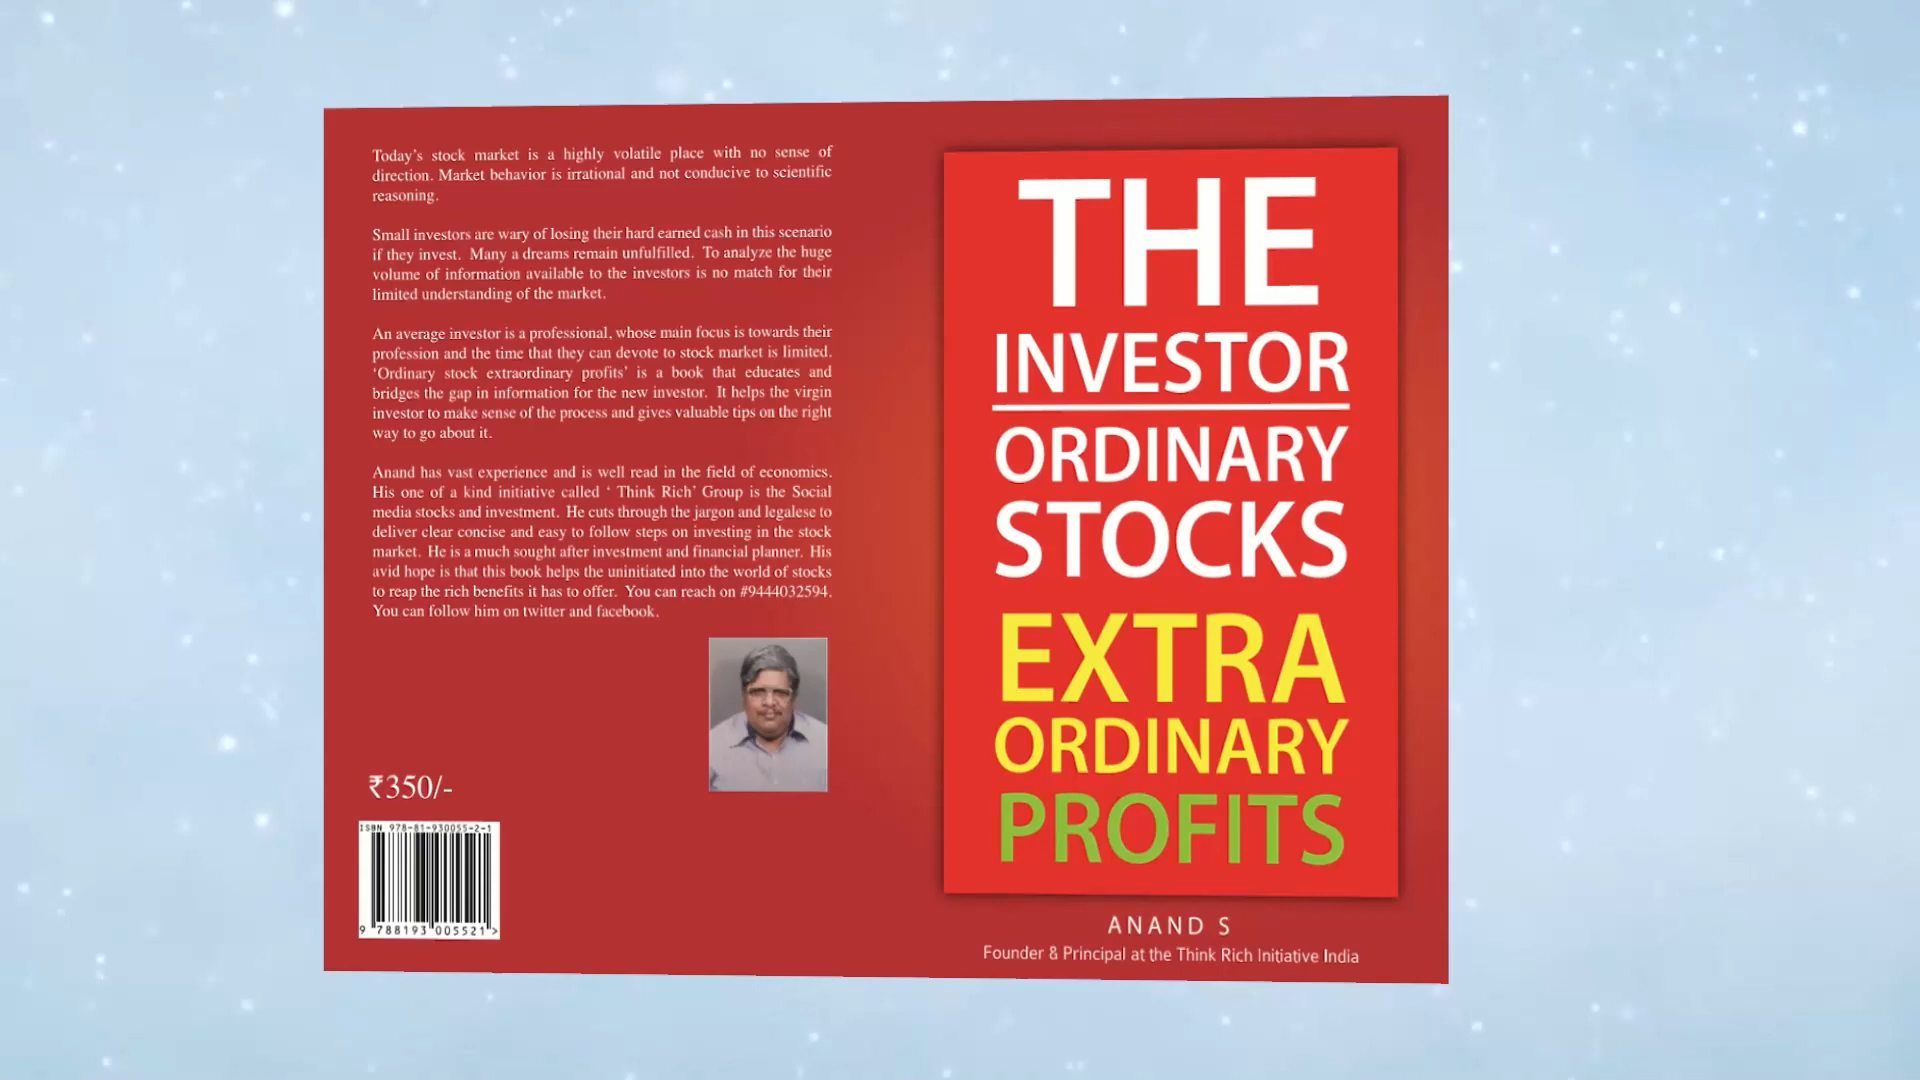 Today's stock market is a highly volatile place with no sense of
direction. Market behavior is irrational and not conducive to scientific
reasoning.
Small investors are wary of losing their hard earned cash in this scenario
if they invest. Many a dreams remain unfulfilled. To analyze the huge
volume of information available to the investors is no match for their
limited understanding of the market.
An average investor is a professional, whose main focus is towards their
profession and the time that they can devote to stock market is limited.
‘Ordinary stock extraordinary profits’ is a book that educates and
bridges the gap in information for the new investor. It helps the virgin
investor to make sense of the process and gives valuable tips on the right
way to go about it.
Anand has vast experience and is well read in the field of economics.
His one of a kind initiative called ‘ Think Rich’ Group is the Social
media stocks and investment. He cuts through the jargon and legalese to
deliver clear concise and easy to follow steps on investing in the stock
market. He is a much sought after investment and financial planner. His
avid hope is that this book helps the uninitiated into the world of stocks
to reap the rich benefits it has to offer. You can reach on #9444032594.
You can follow him on twitter and facebook.
₹350/-
ISBN 978-81-930055-2-1
9 788193 005521 >
THE
INVESTOR
ORDINARY
STOCKS
EXTRA
ORDINARY
PROFITS
ANAND S
Founder & Principal at the Think Rich Initiative India